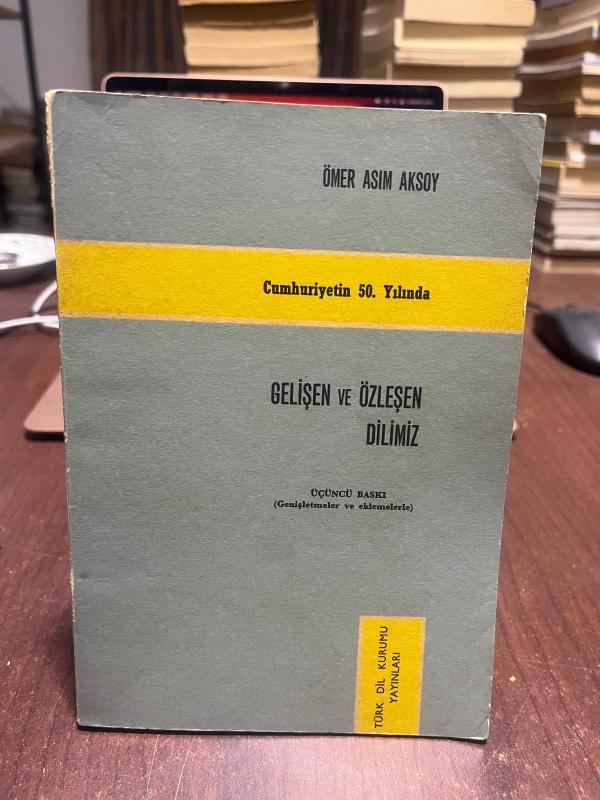 ÖMER ASIM AKSOY
Cumhuriyetin 50. Yılında
GELİŞEN VE ÖZLEŞEN
DİLİMİZ
ÜÇÜNCÜ BASKI
(Genişletmeler ve eklemelerle)
TÜRK DİL KURUMU
YAYINLARI